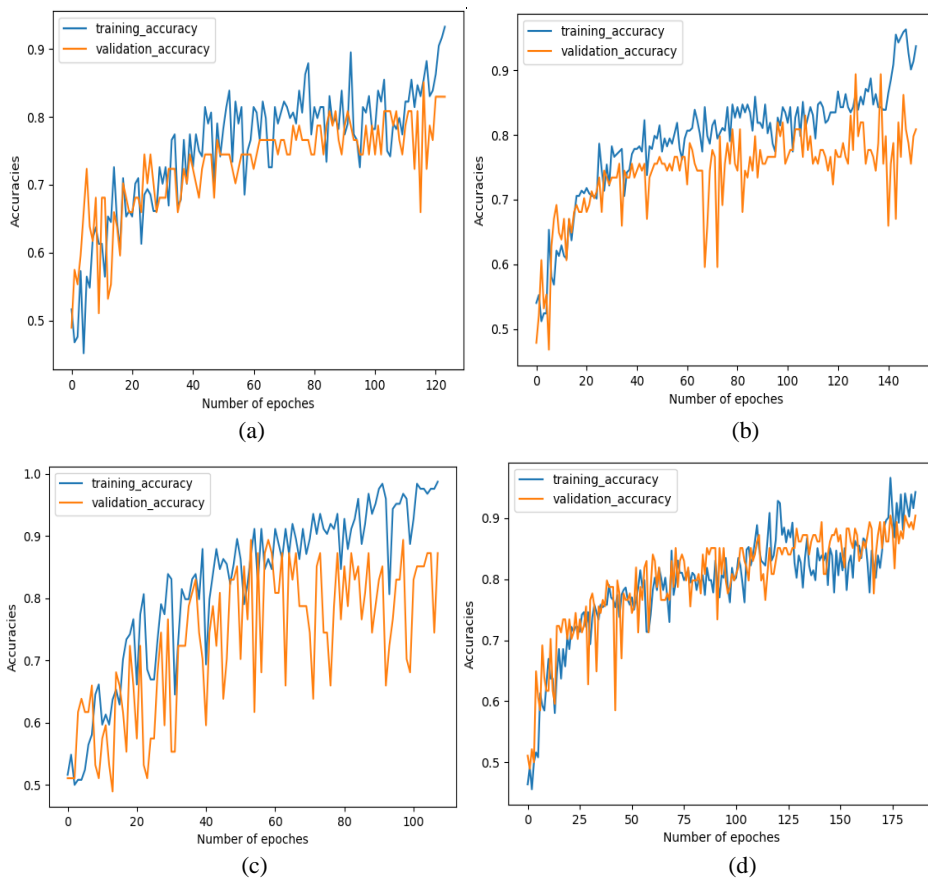 training_accuracy
validation_accuracy
0.9
0.8
0.7
0.6
0.5
Accuracies
0 20 40 60 80 100 120
Number of epoches
(a)
training_accuracy
validation_accuracy
0.9
0.8
0.7
0.6
0.5
Accuracies
0 20 40 60 80 100 120 140
Number of epoches
(b)
training_accuracy
validation_accuracy
1.0
0.9
0.8
0.7
0.6
0.5
Accuracies
0 20 40 60 80 100
Number of epoches
(c)
training_accuracy
validation_accuracy
0.9
0.8
0.7
0.6
0.5
Accuracies
0 25 50 75 100 125 150 175
Number of epoches
(d)